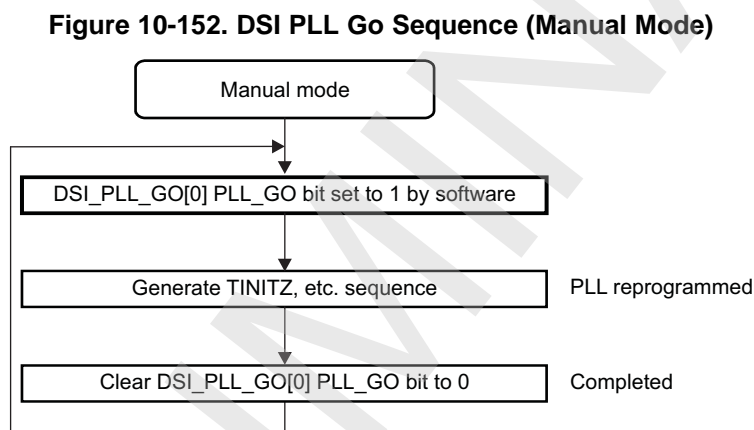 Figure 10-152. DSI PLL Go Sequence (Manual Mode)
Manual mode
DSI_PLL_GO[0] PLL_GO bit set to 1 by software
Generate TINITZ, etc. sequence
PLL reprogrammed
Clear DSI_PLL_GO[0] PLL_GO bit to 0
Completed